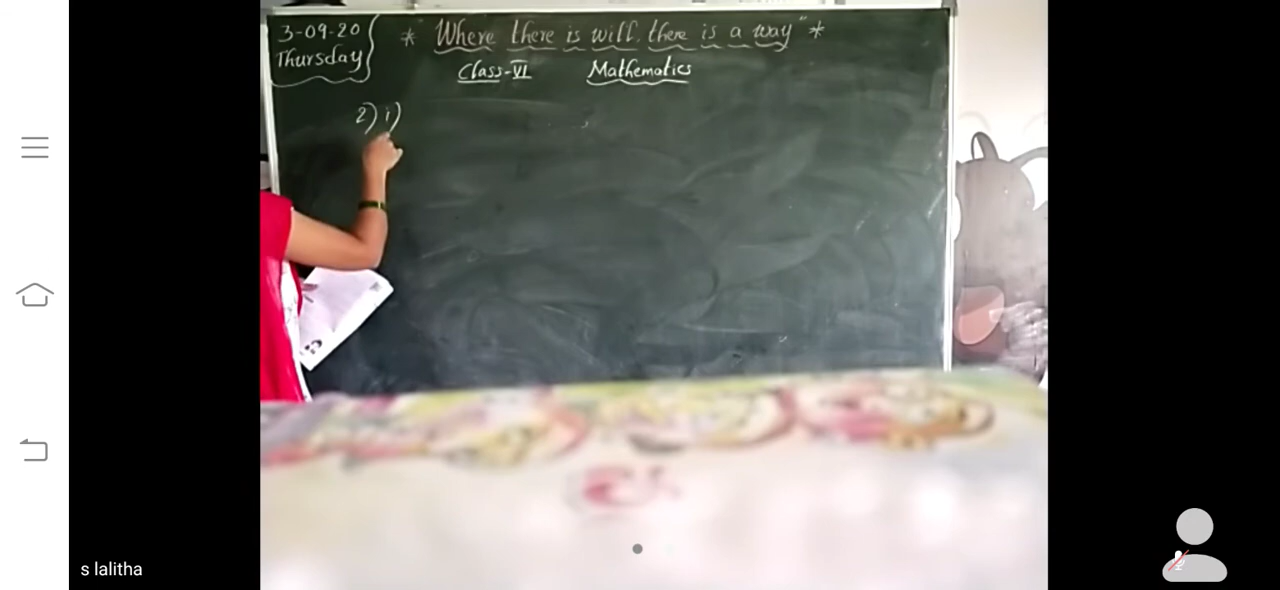 3-09-20
Thursday
* "Where there is will, there is a way" *
Class-VI Mathematics
2) i)
s lalitha